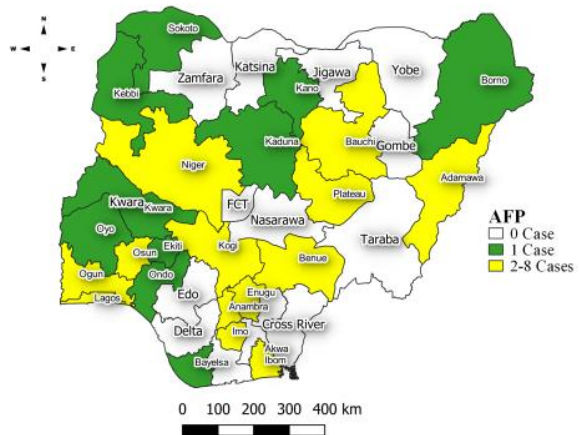 N
W E
S
Sokoto
Katsina
Zamfara
Jigawa
Yobe
Borno
Kebbi
Kano
Kaduna
Bauchi
Gombe
Niger
Adamawa
Plateau
Kwara
Kwara
FCT
Nasarawa
Taraba
Oyo
Osun
Ekiti
Kogi
Benue
Ogun
Ondo
Lagos
Edo
Enugu
Anambra
Delta
Imo
Cross River
Akwa
Ibom
Bayelsa
AFP
0 Case
1 Case
2-8 Cases
0 100 200 300 400 km